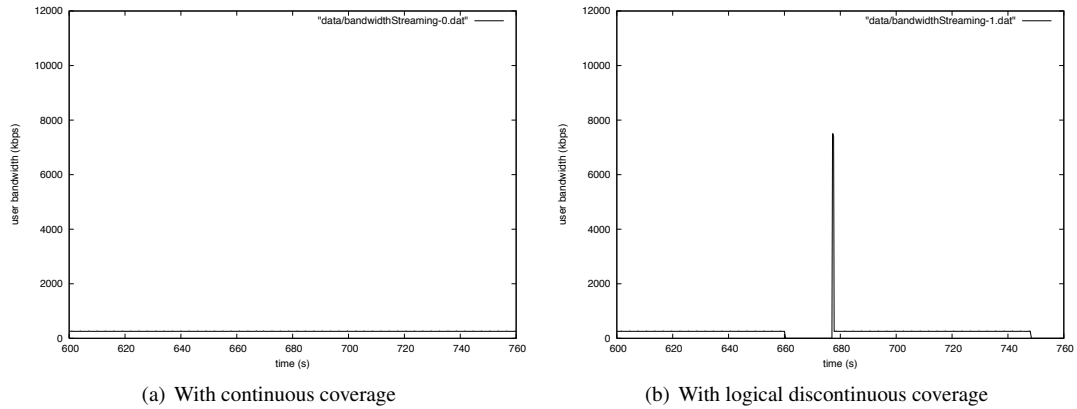 "data/bandwidthStreaming-0.dat"
12000
10000
8000
6000
4000
2000
0
user bandwidth (kbps)
600 620 640 660 680 700 720 740 760
time (s)
(a) With continuous coverage
"data/bandwidthStreaming-1.dat"
12000
10000
8000
6000
4000
2000
0
user bandwidth (kbps)
600 620 640 660 680 700 720 740 760
time (s)
(b) With logical discontinuous coverage